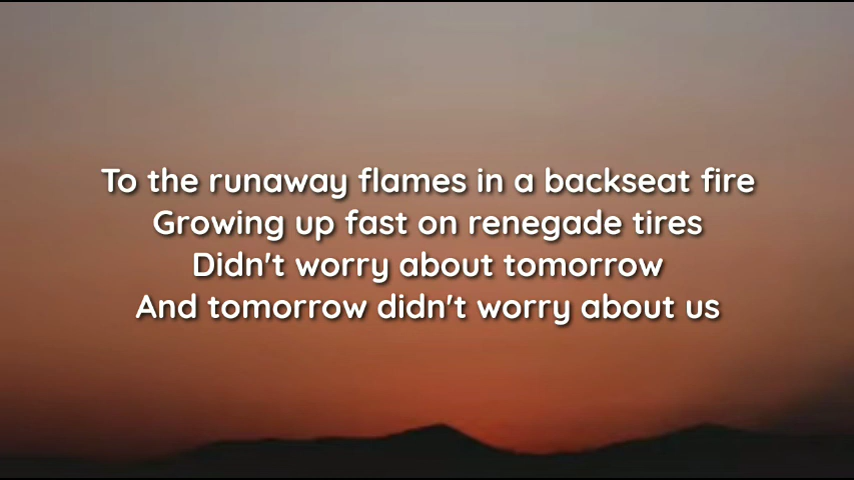 To the runaway flames in a backseat fire
Growing up fast on renegade tires
Didn't worry about tomorrow
And tomorrow didn't worry about us